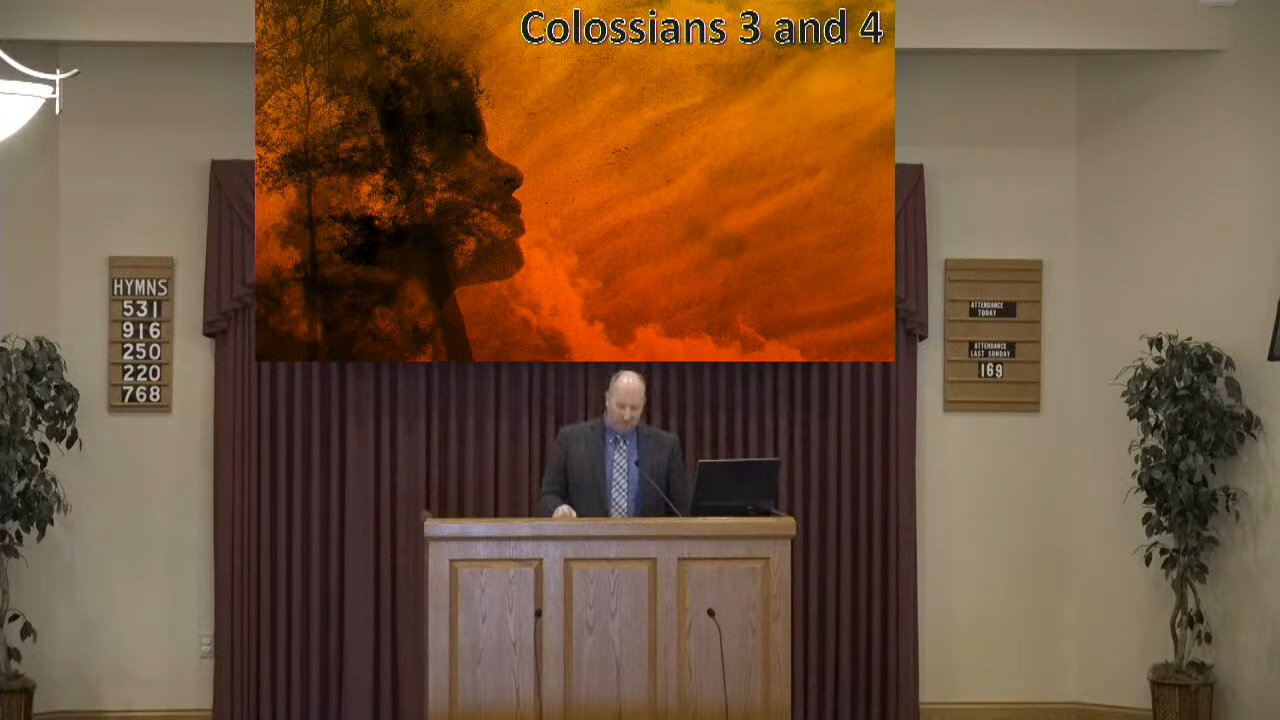 Colossians 3 and 4
HYMNS
531
916
250
220
768
ATTENDANCE
TODAY
ATTENDANCE
LAST SUNDAY
169